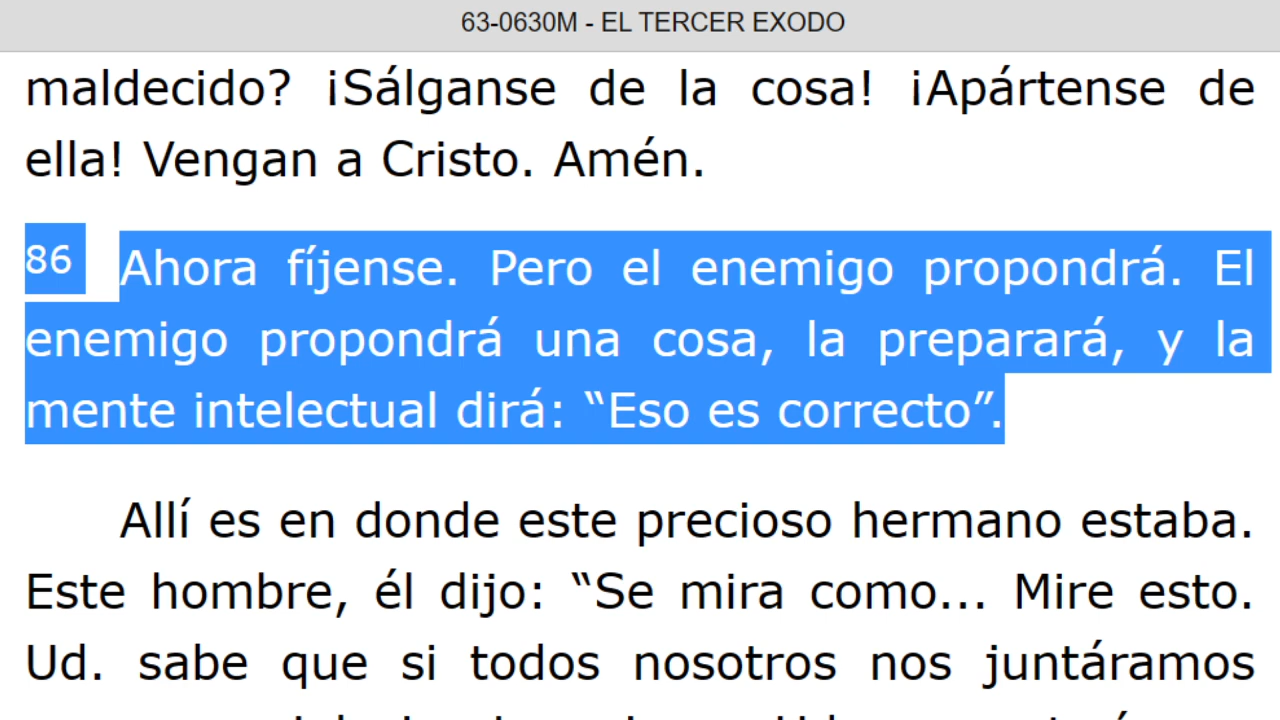 63-0630M - EL TERCER EXODO
maldecido? ¡Sálganse de la cosa! ¡Apártense de
ella! Vengan a Cristo. Amén.
86 Ahora fíjense. Pero el enemigo propondrá. El
enemigo propondrá una cosa, la preparará, y la
mente intelectual dirá: “Eso es correcto”.
Allí es en donde este precioso hermano estaba.
Este hombre, él dijo: “Se mira como... Mire esto.
Ud. sabe que si todos nosotros nos juntáramos